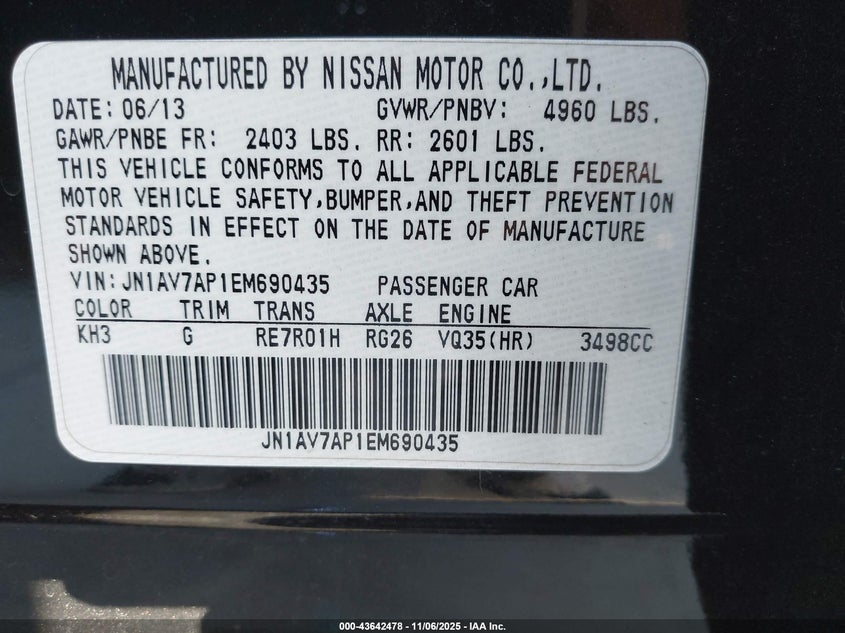 MANUFACTURED BY NISSAN MOTOR CO.,LTD.
DATE: 06/13 GVWR/PNBV: 4960 LBS.
GAWR/PNBE FR: 2403 LBS. RR: 2601 LBS.
THIS VEHICLE CONFORMS TO ALL APPLICABLE FEDERAL
MOTOR VEHICLE SAFETY,BUMPER,AND THEFT PREVENTION
STANDARDS IN EFFECT ON THE DATE OF MANUFACTURE
SHOWN ABOVE.
VIN: JN1AV7AP1EM690435 PASSENGER CAR
COLOR TRIM TRANS AXLE ENGINE
KH3 G RE7R01H RG26 VQ35(HR) 3498CC
JN1AV7AP1EM690435
000-43642478 - 11/06/2025 - IAA Inc.